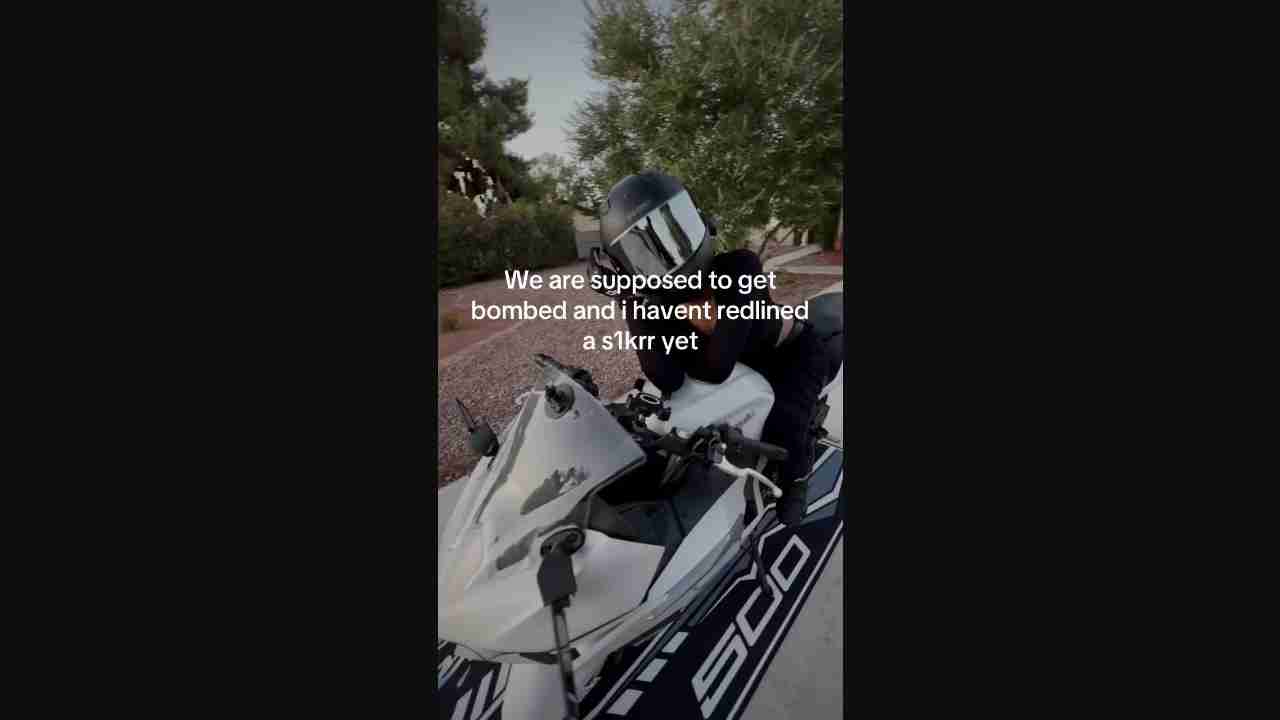 We are supposed to get
bombed and i havent redlined
a s1krr yet
500